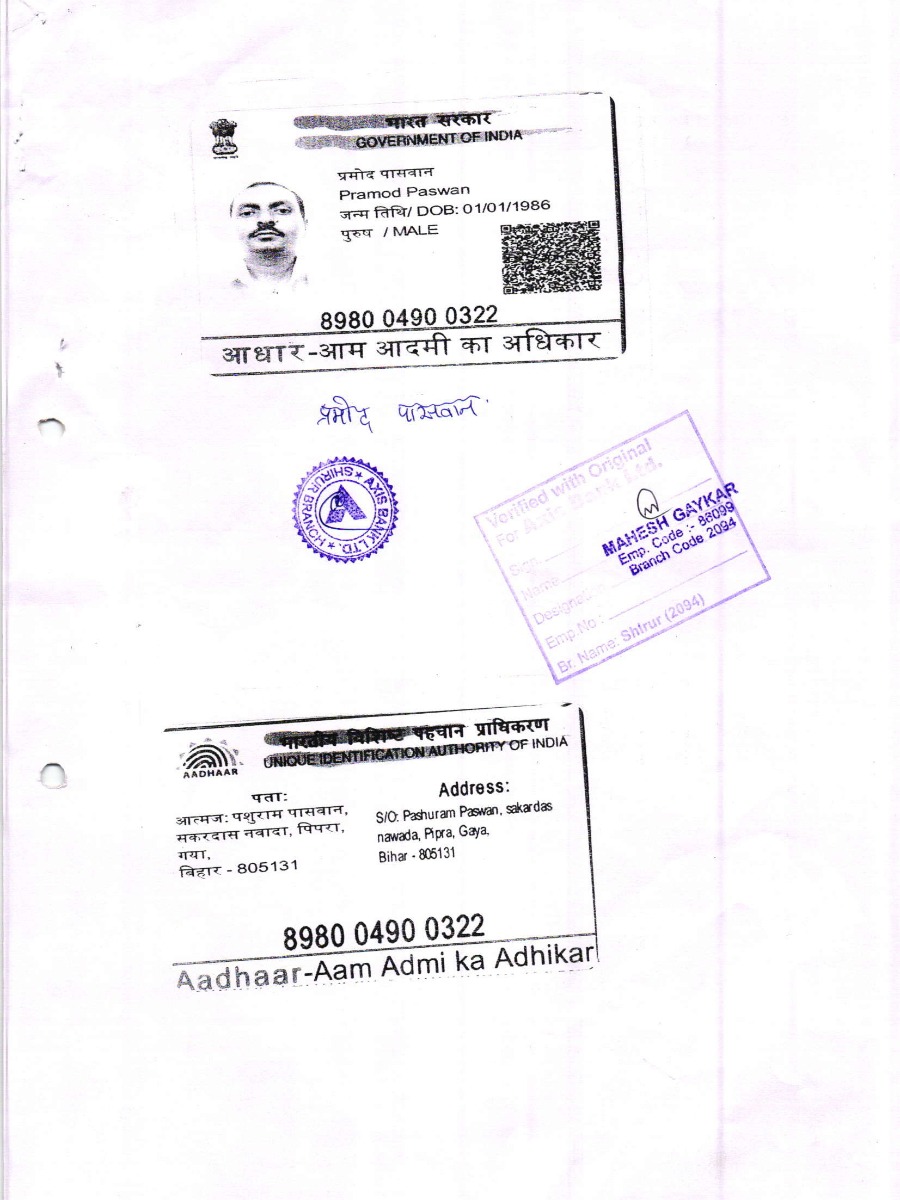 भारत सरकार
GOVERNMENT OF INDIA
प्रमोद पासवान
Pramod Paswan
जन्म तिथि/ DOB: 01/01/1986
पुरुष / MALE
8980 0490 0322
आधार-आम आदमी का अधिकार
प्रमोद पासवान
AXIS BANK LTD. * SHIRUR BRANCH *
Verified with Original
For Axis Bank Ltd.
Sign
MAHESH GAYKAR
Name
Emp. Code :- 88099
Designation
Branch Code 2094
Emp.No :
Br. Name: Shirur (2094)
भारतीय विशिष्ट पहचान प्राधिकरण
UNIQUE IDENTIFICATION AUTHORITY OF INDIA
AADHAAR
पता:
आत्मज: पशुराम पासवान,
सकरदास नवादा, पिपरा,
गया,
बिहार - 805131
Address:
S/O: Pashuram Paswan, sakardas
nawada, Pipra, Gaya,
Bihar - 805131
8980 0490 0322
Aadhaar-Aam Admi ka Adhikar